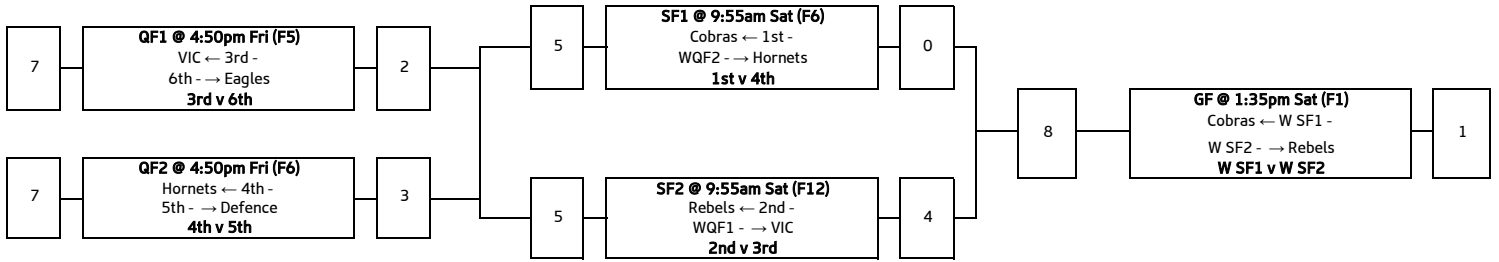 QF1 @ 4:50pm Fri (F5)
7
VIC ← 3rd -
6th - → Eagles
3rd v 6th
2
QF2 @ 4:50pm Fri (F6)
7
Hornets ← 4th -
5th - → Defence
4th v 5th
3
SF1 @ 9:55am Sat (F6)
5
Cobras ← 1st -
WQF2 - → Hornets
1st v 4th
0
SF2 @ 9:55am Sat (F12)
5
Rebels ← 2nd -
WQF1 - → VIC
2nd v 3rd
4
GF @ 1:35pm Sat (F1)
8
Cobras ← W SF1 -
W SF2 - → Rebels
W SF1 v W SF2
1